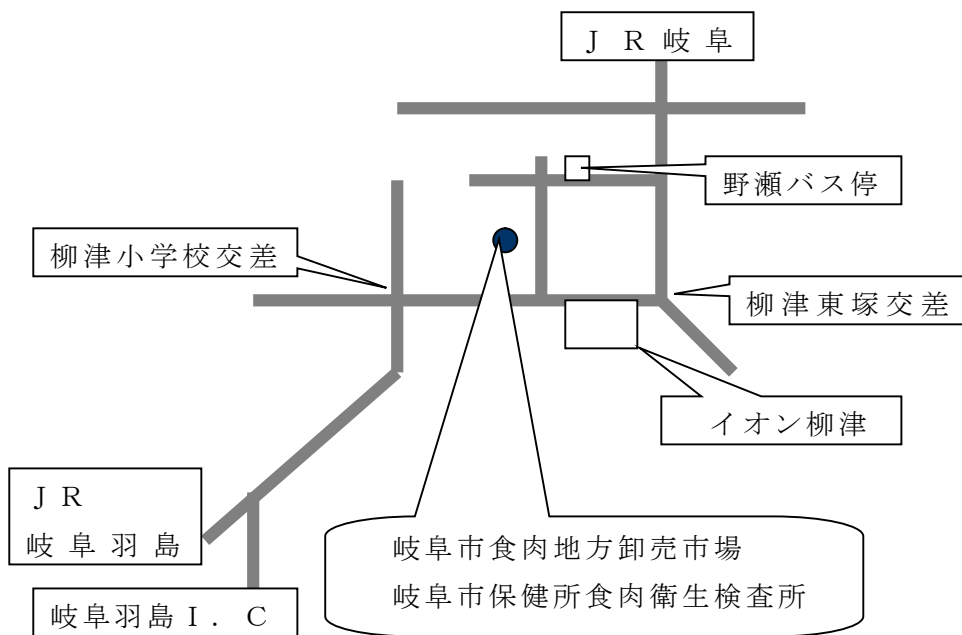 JR岐阜
野瀬バス停
柳津小学校交差
柳津東塚交差
イオン柳津
JR
岐阜羽島
岐阜市食肉地方卸売市場
岐阜市保健所食肉衛生検査所
岐阜羽島I.C